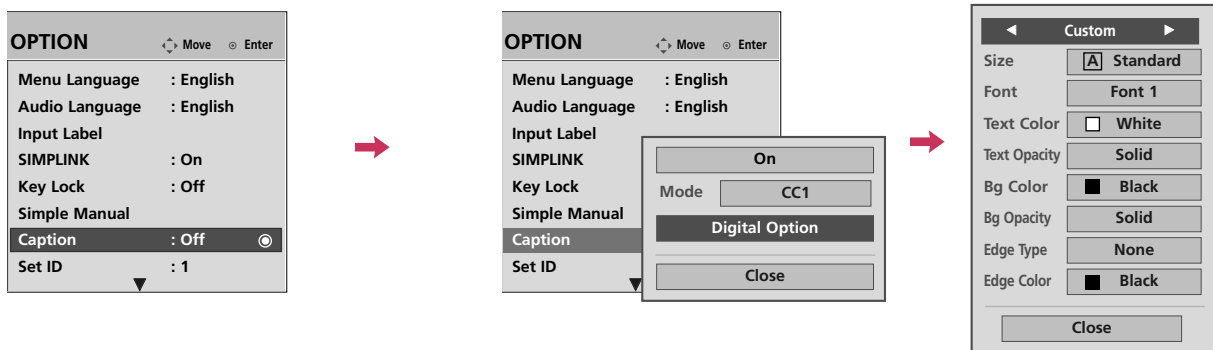 OPTION Move Enter
Menu Language : English
Audio Language : English
Input Label
SIMPLINK : On
Key Lock : Off
Simple Manual
Caption : Off
Set ID : 1
OPTION Move Enter
Menu Language : English
Audio Language : English
Input Label
SIMPLINK
Key Lock
Simple Manual
Caption
Set ID
On
Mode CC1
Digital Option
Close
Custom
Size A Standard
Font Font 1
Text Color White
Text Opacity Solid
Bg Color Black
Bg Opacity Solid
Edge Type None
Edge Color Black
Close